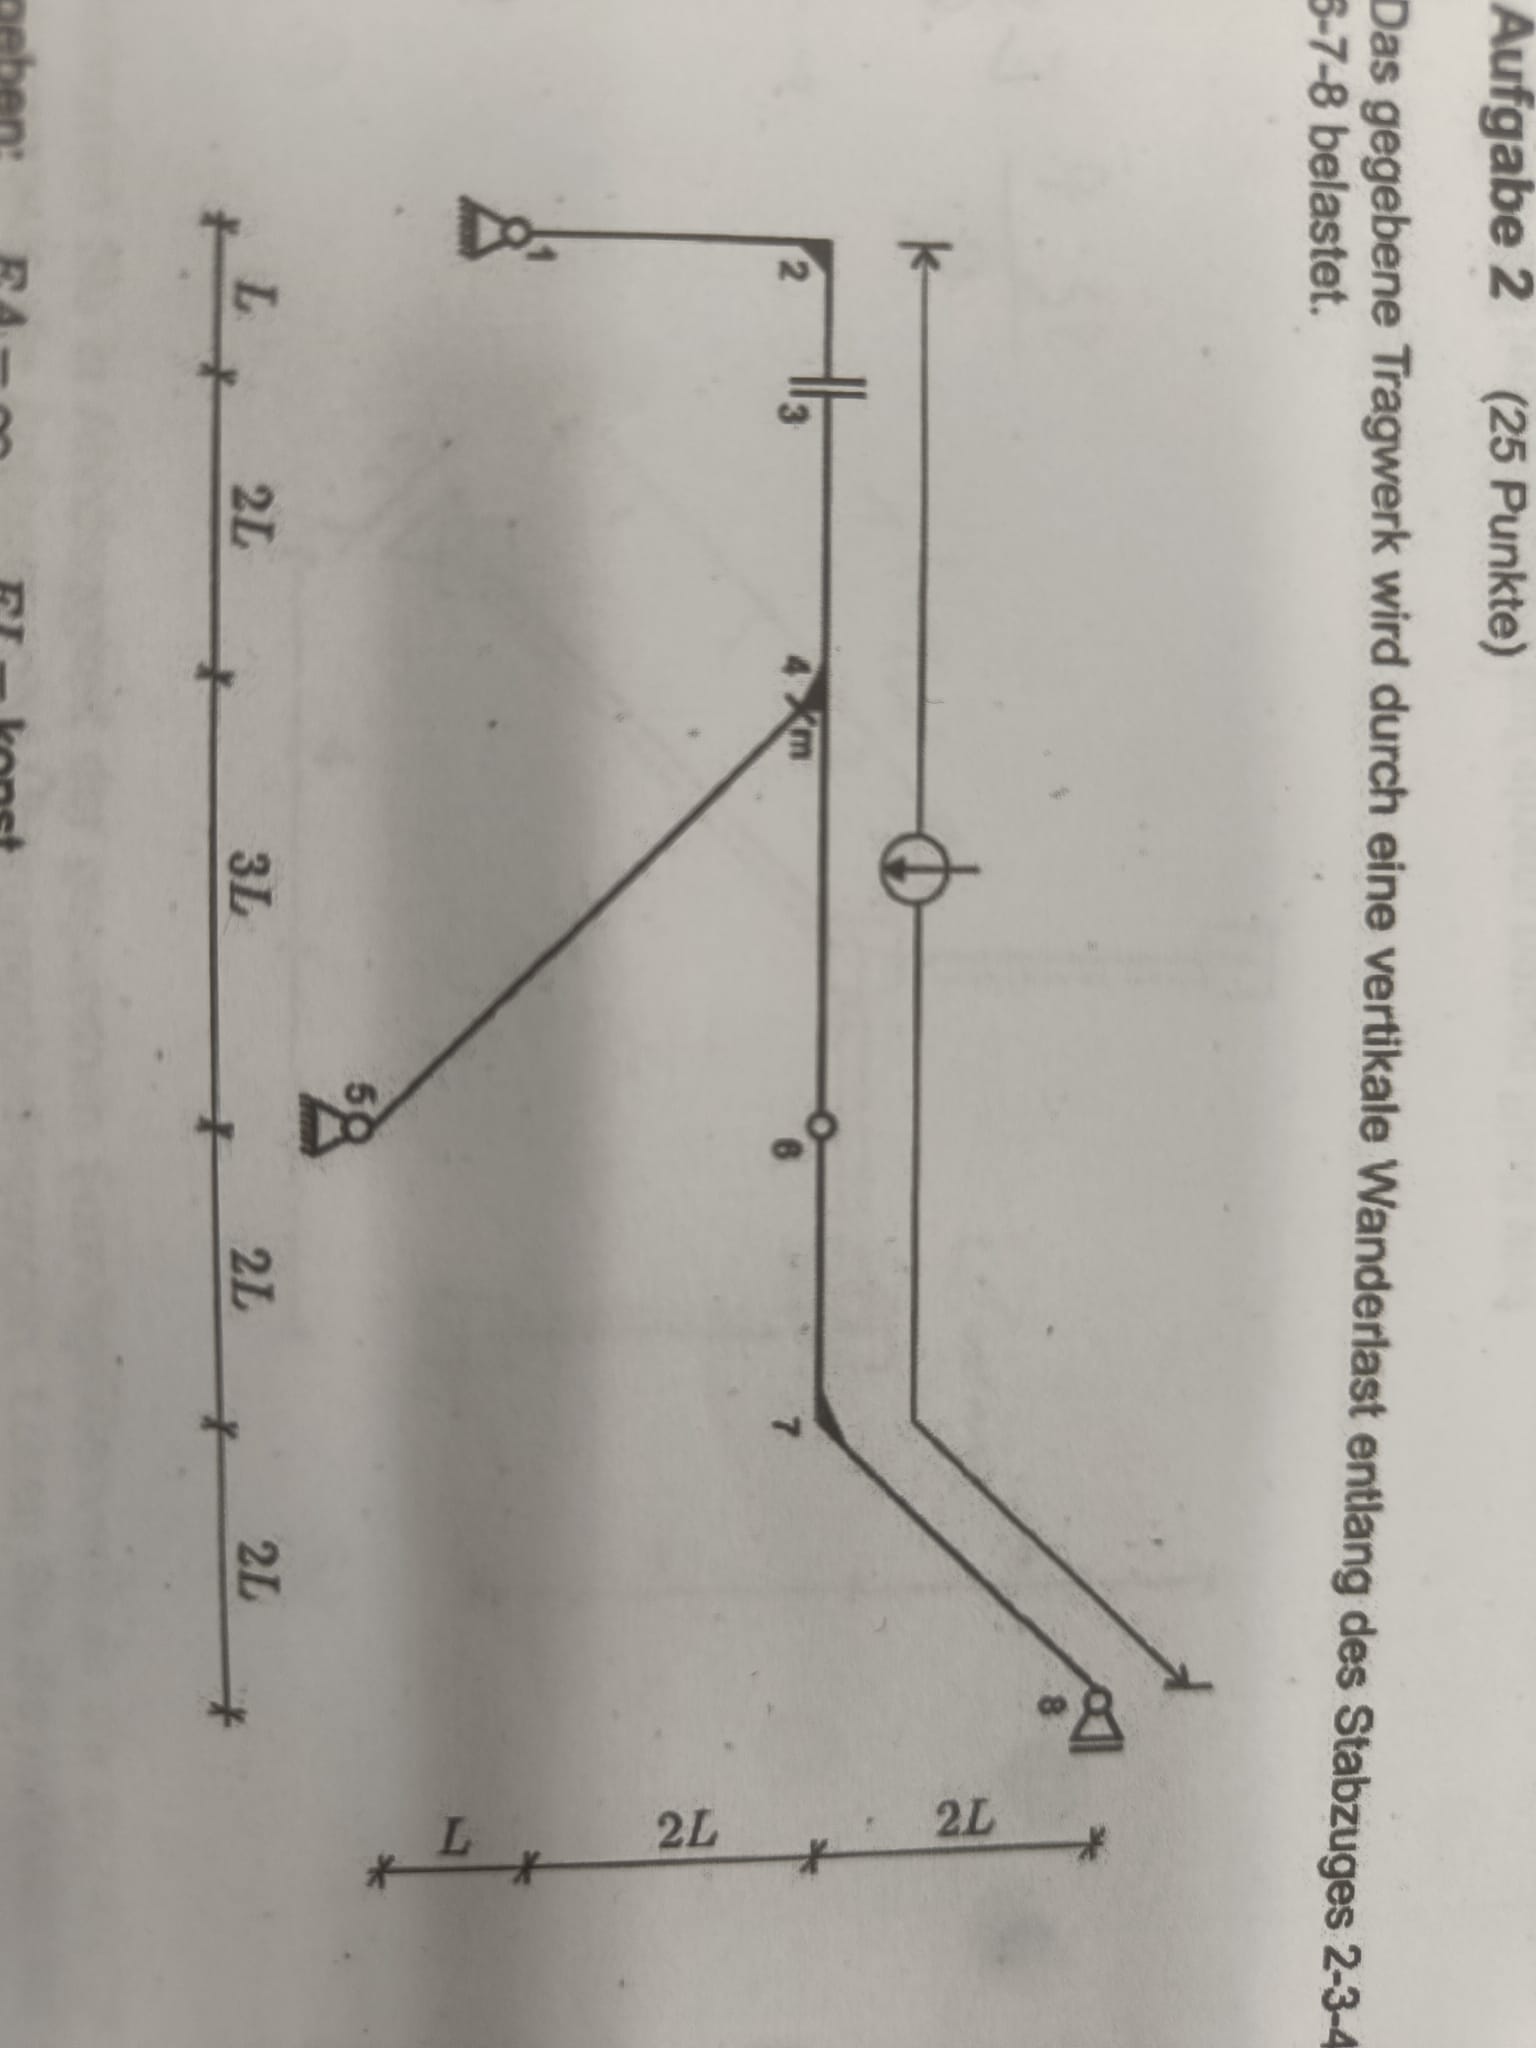 Aufgabe 2 (25 Punkte)
Das gegebene Tragwerk wird durch eine vertikale Wanderlast entlang des Stabzuges 2-3-4
6-7-8 belastet.
8
2 3 4 m 6 7
1
5
2L
2L
L
L 2L 3L 2L 2L
geben: EA = ∞ EI = konst